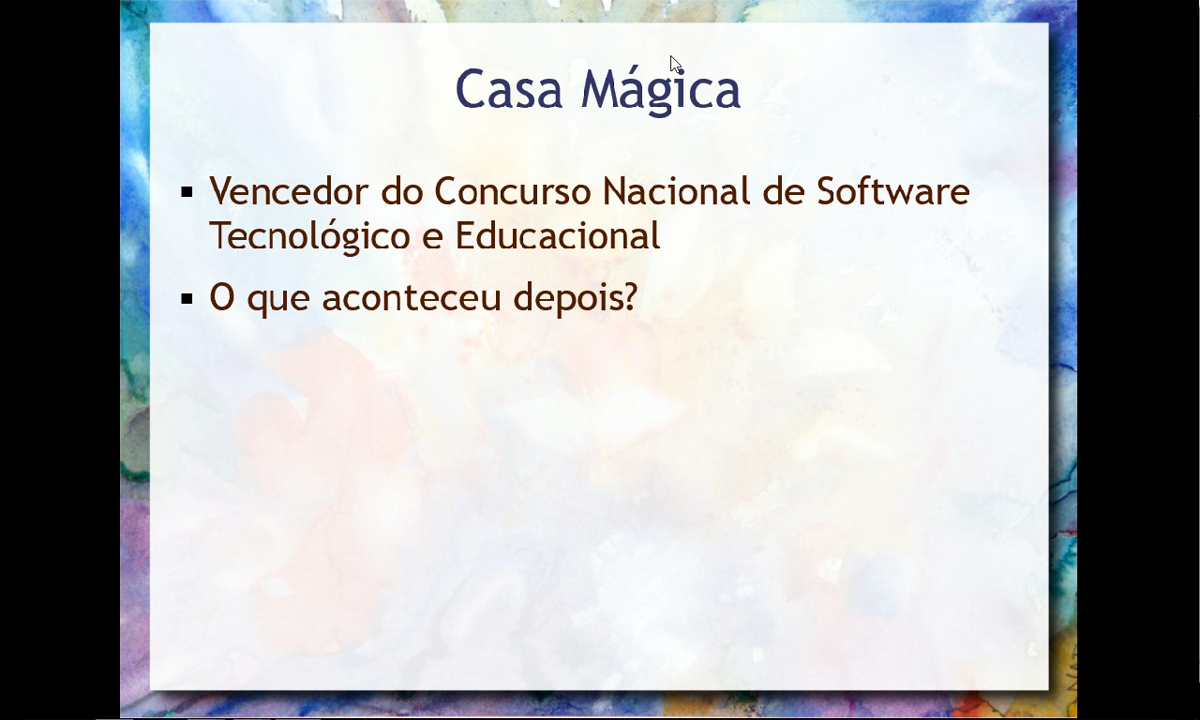 Casa Mágica
▪ Vencedor do Concurso Nacional de Software
Tecnológico e Educacional
▪ O que aconteceu depois?